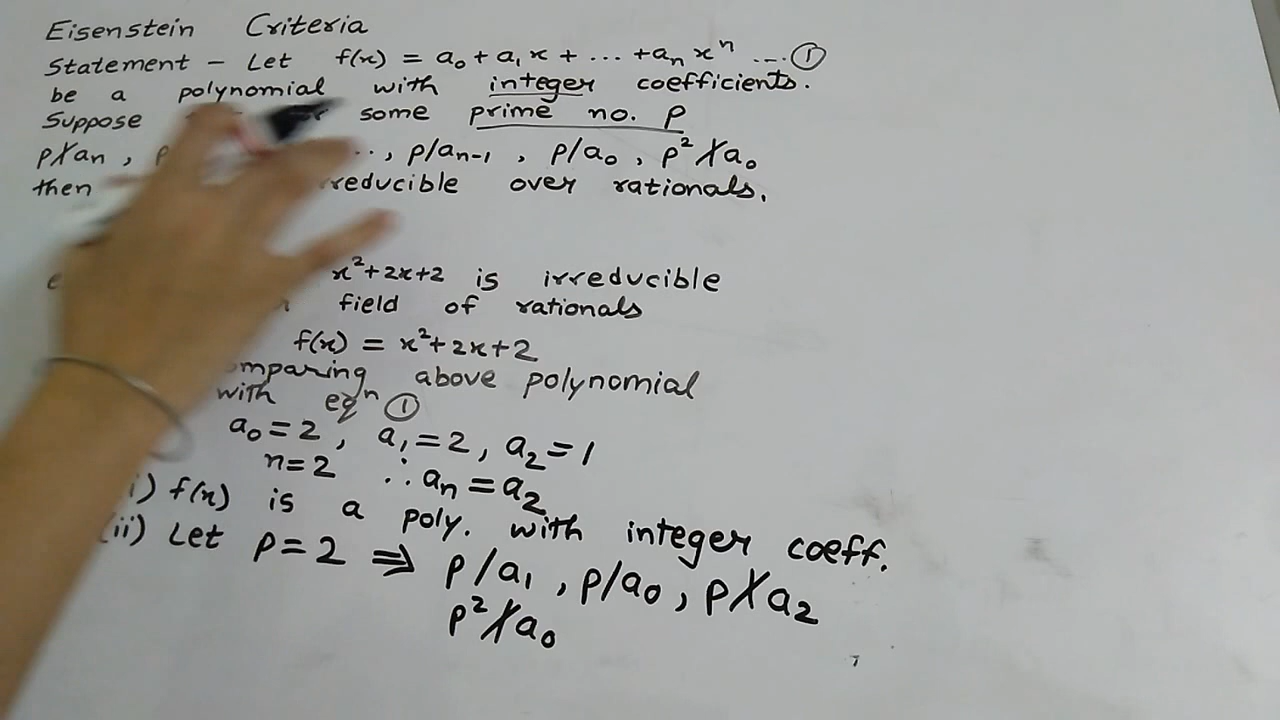 Eisenstein Criteria
Statement - Let f(x) = a₀ + a₁x + ... + aₙxⁿ ... ①
be a polynomial with integer coefficients.
Suppose some prime no. p
p∤aₙ, p ..., p/aₙ₋₁, p/a₀, p²∤a₀
then reducible over rationals.
x²+2x+2 is irreducible
field of rationals
f(x) = x²+2x+2
omparing above polynomial
with eqⁿ ①
a₀=2, a₁=2, a₂=1
n=2 ∴ aₙ = a₂
i) f(x) is a poly. with integer coeff.
(ii) Let p=2 ⇒ p/a₁, p/a₀, p∤a₂
p²∤a₀